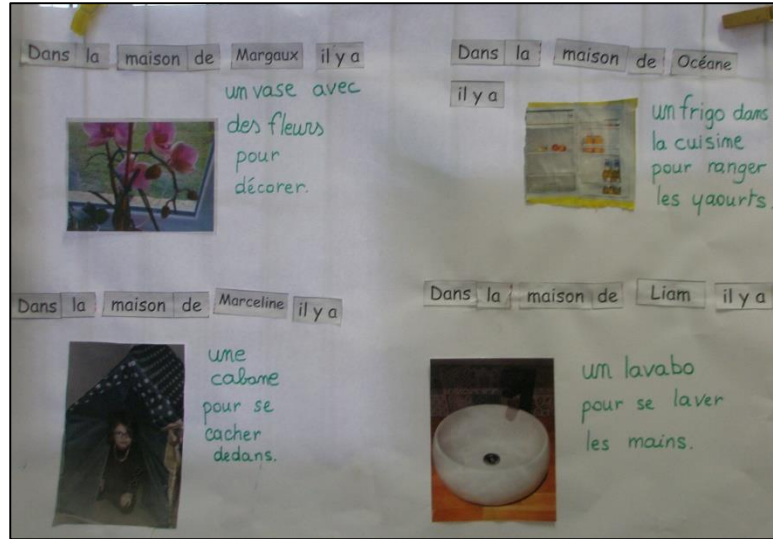 Dans la maison de Margaux il y a
un vase avec
des fleurs
pour
décorer.
Dans la maison de Océane
il y a
un frigo dans
la cuisine
pour ranger
les yaourts.
Dans la maison de Marceline il y a
une
cabane
pour se
cacher
dedans.
Dans la maison de Liam il y a
un lavabo
pour se laver
les mains.